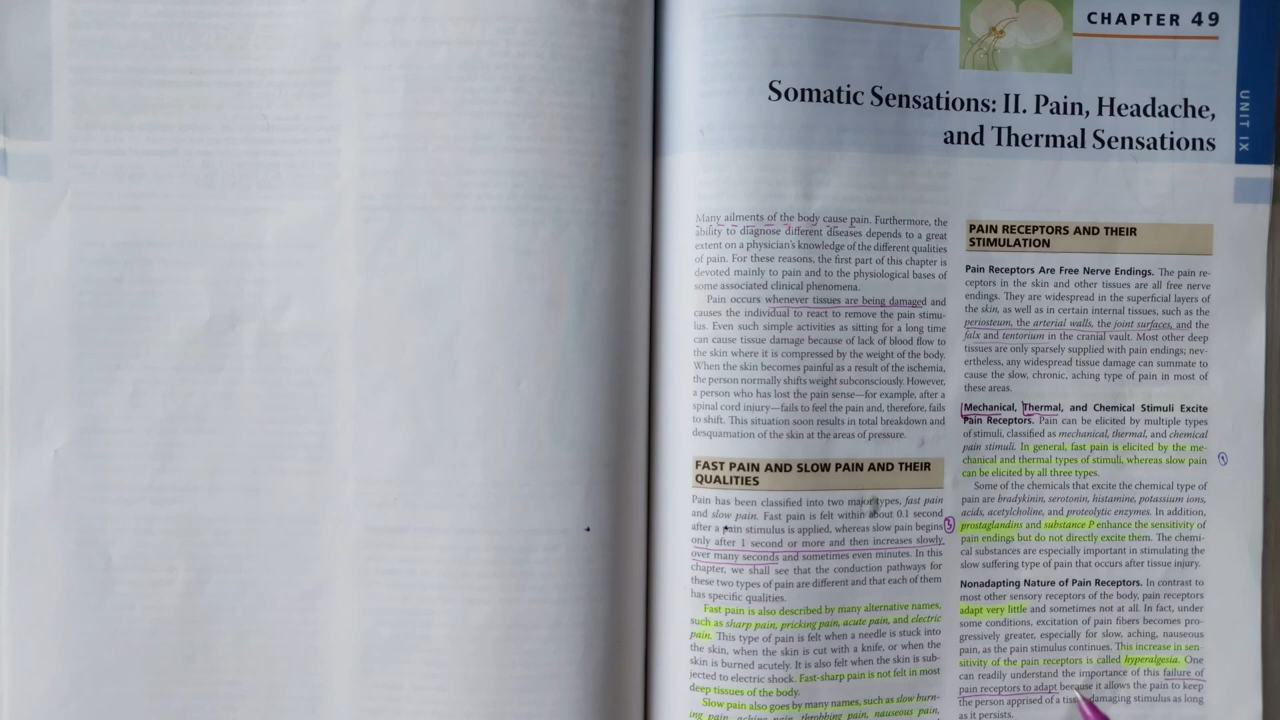 CHAPTER 49
UNIT IX
Somatic Sensations: II. Pain, Headache,
and Thermal Sensations
Many ailments of the body cause pain. Furthermore, the
ability to diagnose different diseases depends to a great
extent on a physician's knowledge of the different qualities
of pain. For these reasons, the first part of this chapter is
devoted mainly to pain and to the physiological bases of
some associated clinical phenomena.
Pain occurs whenever tissues are being damaged and
causes the individual to react to remove the pain stimu-
lus. Even such simple activities as sitting for a long time
can cause tissue damage because of lack of blood flow to
the skin where it is compressed by the weight of the body.
When the skin becomes painful as a result of the ischemia,
the person normally shifts weight subconsciously. However,
a person who has lost the pain sense—for example, after a
spinal cord injury—fails to feel the pain and, therefore, fails
to shift. This situation soon results in total breakdown and
desquamation of the skin at the areas of pressure.
FAST PAIN AND SLOW PAIN AND THEIR
QUALITIES
Pain has been classified into two major types, fast pain
and slow pain. Fast pain is felt within about 0.1 second
after a pain stimulus is applied, whereas slow pain begins
only after 1 second or more and then increases slowly
over many seconds and sometimes even minutes. In this
chapter, we shall see that the conduction pathways for
these two types of pain are different and that each of them
has specific qualities.
Fast pain is also described by many alternative names,
such as sharp pain, pricking pain, acute pain, and electric
pain. This type of pain is felt when a needle is stuck into
the skin, when the skin is cut with a knife, or when the
skin is burned acutely. It is also felt when the skin is sub-
jected to electric shock. Fast-sharp pain is not felt in most
deep tissues of the body.
Slow pain also goes by many names, such as slow burn-
ing pain, aching pain, throbbing pain, nauseous pain,
PAIN RECEPTORS AND THEIR
STIMULATION
Pain Receptors Are Free Nerve Endings. The pain re-
ceptors in the skin and other tissues are all free nerve
endings. They are widespread in the superficial layers of
the skin, as well as in certain internal tissues, such as the
periosteum, the arterial walls, the joint surfaces, and the
falx and tentorium in the cranial vault. Most other deep
tissues are only sparsely supplied with pain endings; nev-
ertheless, any widespread tissue damage can summate to
cause the slow, chronic, aching type of pain in most of
these areas.
Mechanical, Thermal, and Chemical Stimuli Excite
Pain Receptors. Pain can be elicited by multiple types
of stimuli, classified as mechanical, thermal, and chemical
pain stimuli. In general, fast pain is elicited by the me-
chanical and thermal types of stimuli, whereas slow pain
can be elicited by all three types.
Some of the chemicals that excite the chemical type of
pain are bradykinin, serotonin, histamine, potassium ions,
acids, acetylcholine, and proteolytic enzymes. In addition,
prostaglandins and substance P enhance the sensitivity of
pain endings but do not directly excite them. The chemi-
cal substances are especially important in stimulating the
slow suffering type of pain that occurs after tissue injury.
Nonadapting Nature of Pain Receptors. In contrast to
most other sensory receptors of the body, pain receptors
adapt very little and sometimes not at all. In fact, under
some conditions, excitation of pain fibers becomes pro-
gressively greater, especially for slow, aching, nauseous
pain, as the pain stimulus continues. This increase in sen-
sitivity of the pain receptors is called hyperalgesia. One
can readily understand the importance of this failure of
pain receptors to adapt because it allows the pain to keep
the person apprised of a tissue-damaging stimulus as long
as it persists.